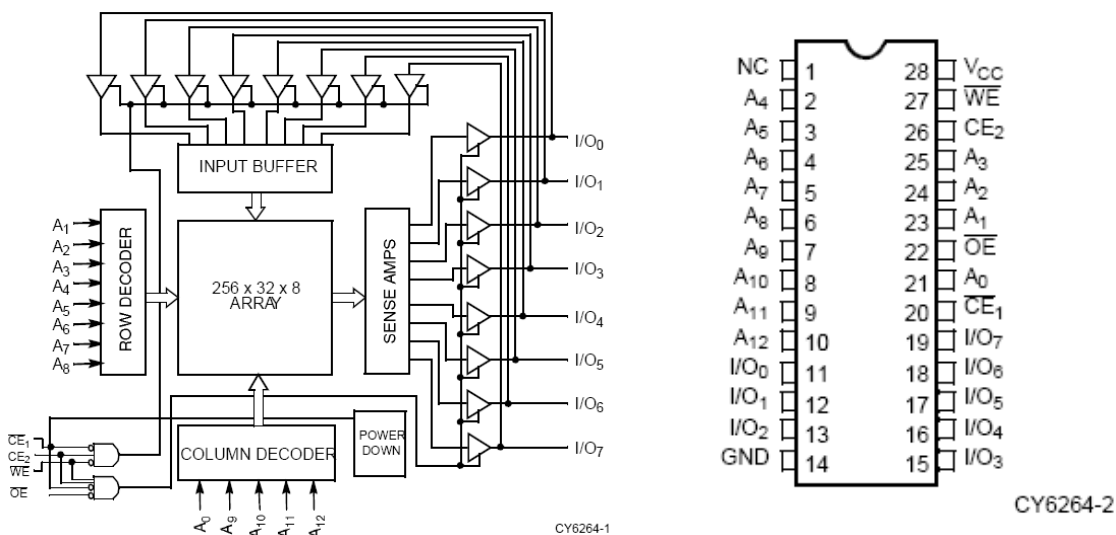 INPUT BUFFER
A1
A2
A3
A4
A5
A6
A7
A8
ROW DECODER
256 x 32 x 8
ARRAY
SENSE AMPS
I/O0
I/O1
I/O2
I/O3
I/O4
I/O5
I/O6
I/O7
CE1
CE2
WE
OE
COLUMN DECODER
POWER
DOWN
A0 A9 A10 A11 A12
CY6264-1
NC 1 28 VCC
A4 2 27 WE
A5 3 26 CE2
A6 4 25 A3
A7 5 24 A2
A8 6 23 A1
A9 7 22 OE
A10 8 21 A0
A11 9 20 CE1
A12 10 19 I/O7
I/O0 11 18 I/O6
I/O1 12 17 I/O5
I/O2 13 16 I/O4
GND 14 15 I/O3
CY6264-2